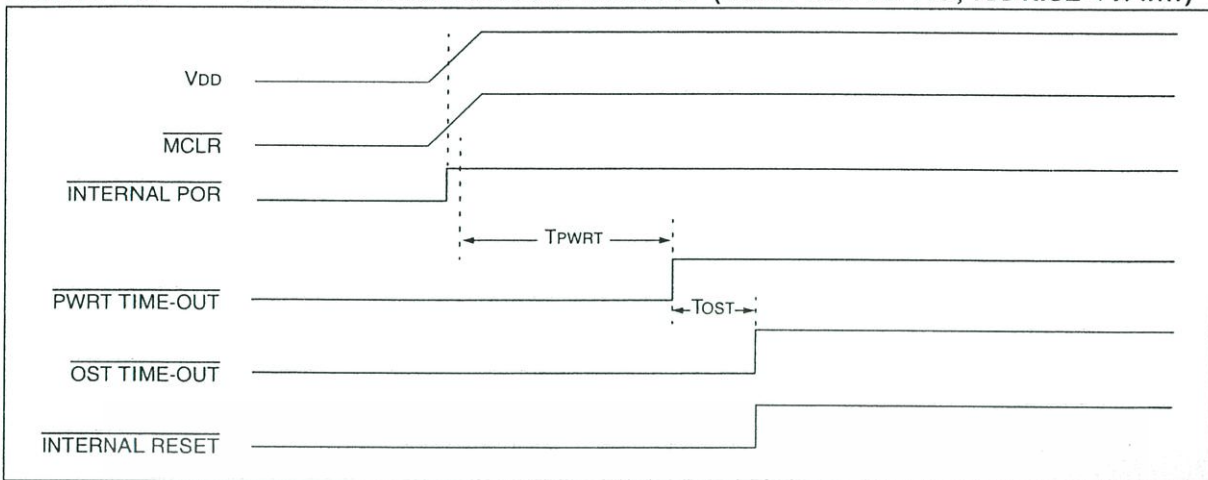 VDD
MCLR
INTERNAL POR
TPWRT
PWRT TIME-OUT
TOST
OST TIME-OUT
INTERNAL RESET